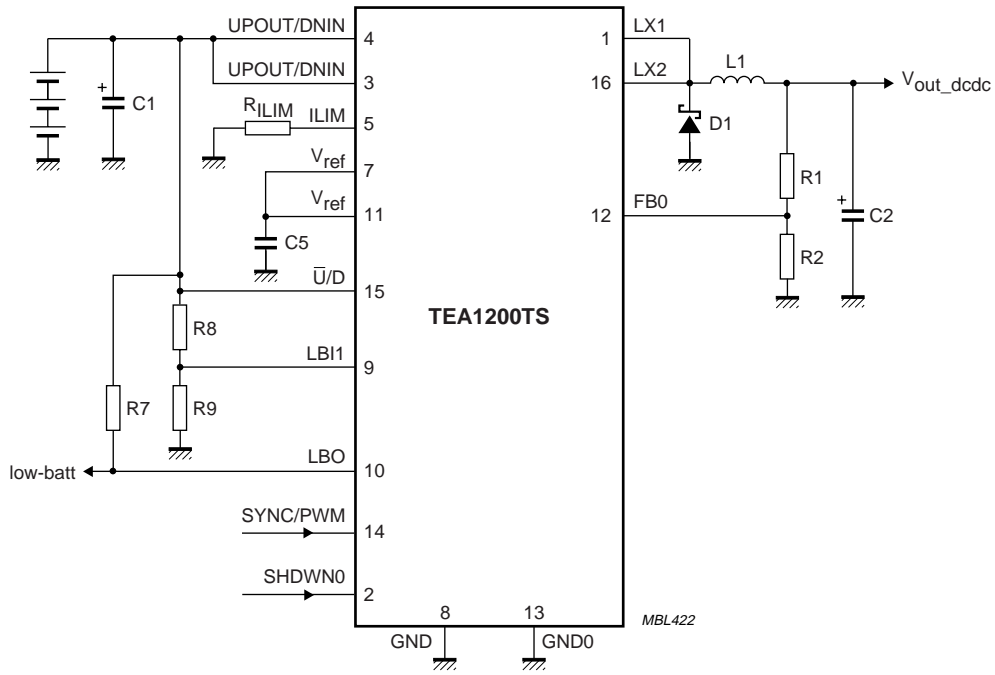 UPOUT/DNIN
4
1
LX1
UPOUT/DNIN
3
16
LX2
L1
Vout_dcdc
C1
+
RILIM
ILIM
5
D1
Vref
7
R1
Vref
11
12
FB0
+
C2
C5
R2
U̅/D
15
TEA1200TS
R8
LBI1
9
R7
R9
low-batt
LBO
10
SYNC/PWM
14
SHDWN0
2
8
13
MBL422
GND
GND0